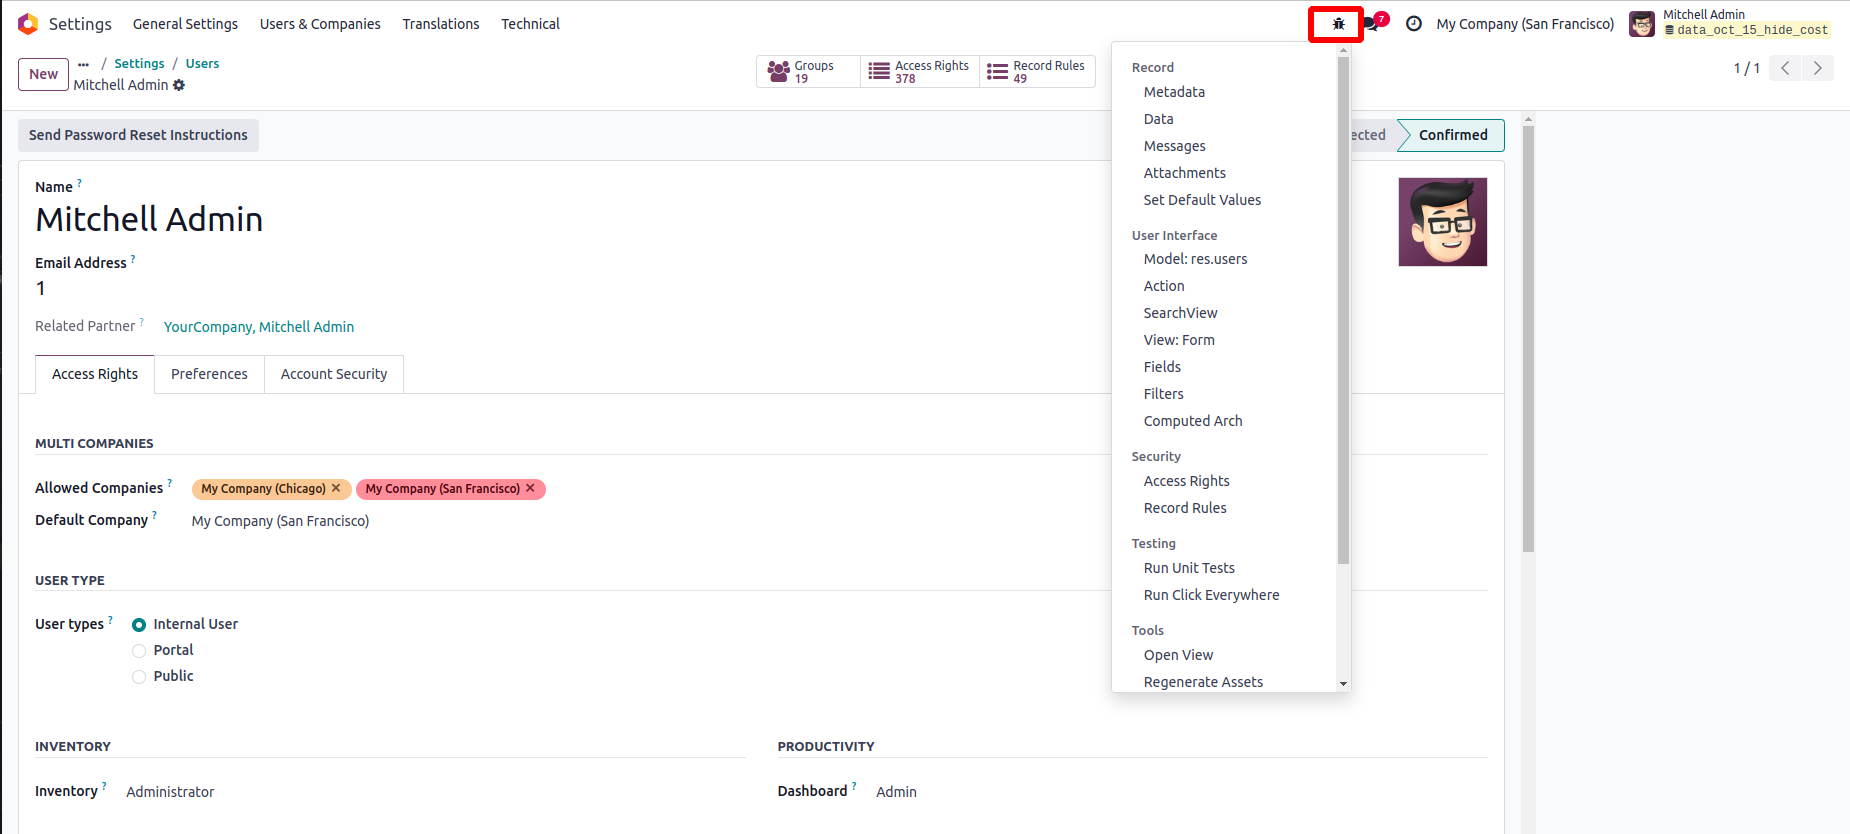 Settings General Settings Users & Companies Translations Technical 7 My Company (San Francisco) Mitchell Admin
data_oct_15_hide_cost
New ... / Settings / Users
Mitchell Admin
Groups 19 Access Rights 378 Record Rules 49
1 / 1
Send Password Reset Instructions
ected Confirmed
Name ?
Mitchell Admin
Email Address ?
1
Related Partner ? YourCompany, Mitchell Admin
Access Rights Preferences Account Security
MULTI COMPANIES
Allowed Companies ? My Company (Chicago) × My Company (San Francisco) ×
Default Company ? My Company (San Francisco)
USER TYPE
User types ? Internal User
Portal
Public
INVENTORY
Inventory ? Administrator
PRODUCTIVITY
Dashboard ? Admin
Record
Metadata
Data
Messages
Attachments
Set Default Values
User Interface
Model: res.users
Action
SearchView
View: Form
Fields
Filters
Computed Arch
Security
Access Rights
Record Rules
Testing
Run Unit Tests
Run Click Everywhere
Tools
Open View
Regenerate Assets